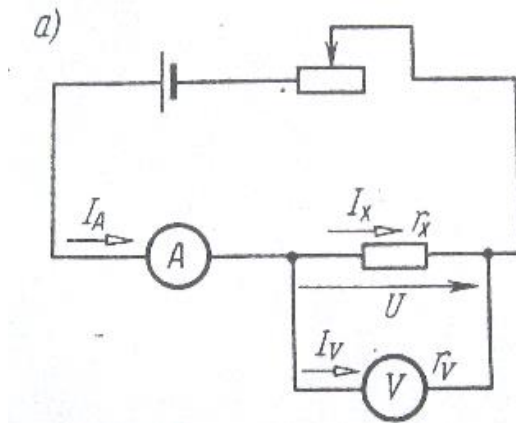 а)
I_A
A
I_x r_x
U
I_V r_V
V